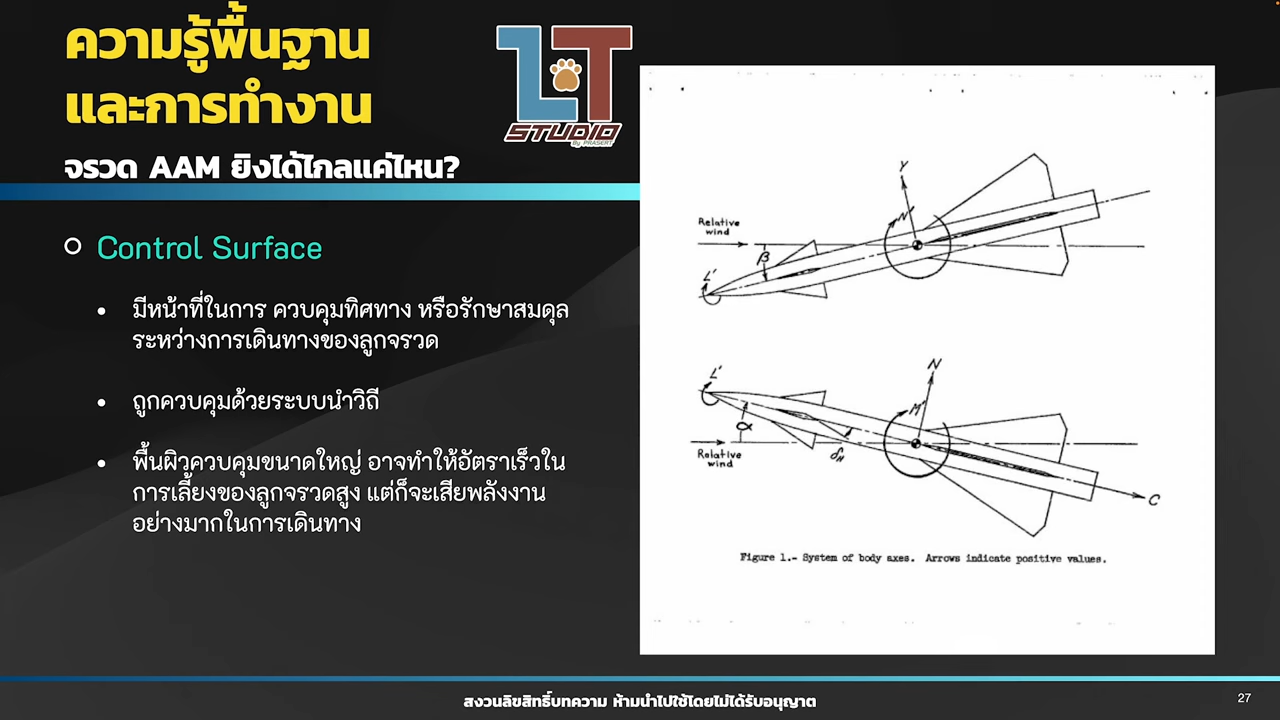 ความรู้พื้นฐาน
และการทำงาน
จรวด AAM ยิงได้ไกลแค่ไหน?
LT
STUDIO
By PRASERT
Control Surface
• มีหน้าที่ในการ ควบคุมทิศทาง หรือรักษาสมดุล
ระหว่างการเดินทางของลูกจรวด
• ถูกควบคุมด้วยระบบนำวิถี
• พื้นผิวควบคุมขนาดใหญ่ อาจทำให้อัตราเร็วใน
การเลี้ยงของลูกจรวดสูง แต่ก็จะเสียพลังงาน
อย่างมากในการเดินทาง
Y
N'
Relative
wind
β
L'
L'
N
M'
α
δH
Relative
wind
C
Figure 1.- System of body axes. Arrows indicate positive values.
สงวนลิขสิทธิ์บทความ ห้ามนำไปใช้โดยไม่ได้รับอนุญาต
27